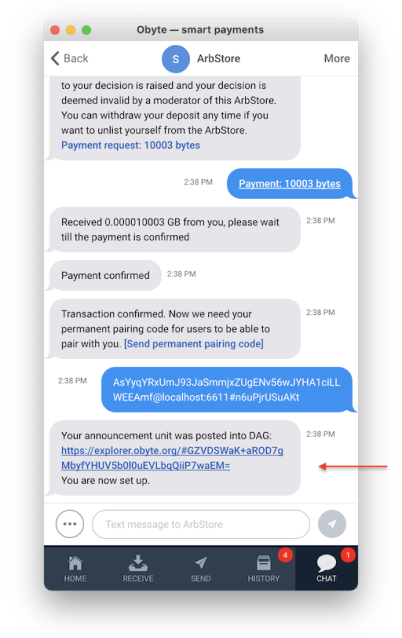 Obyte — smart payments
Back
S
ArbStore
More
to your decision is raised and your decision is
deemed invalid by a moderator of this ArbStore.
You can withdraw your deposit any time if you
want to unlist yourself from the ArbStore.
Payment request: 10003 bytes
2:38 PM
Payment: 10003 bytes
Received 0.000010003 GB from you, please wait
till the payment is confirmed
2:38 PM
Payment confirmed
2:38 PM
Transaction confirmed. Now we need your
permanent pairing code for users to be able to
pair with you. [Send permanent pairing code]
2:38 PM
2:38 PM
AsYyqYRxUmJ93JaSmmjxZUgENv56wJYHA1ciLL
WEEAmf@localhost:6611#n6uPjrUSuAKt
Your announcement unit was posted into DAG:
https://explorer.obyte.org/#GZVDSWaK+aROD7g
MbyfYHUV5b0l0uEVLbqQiiP7waEM=
You are now set up.
2:38 PM
Text message to ArbStore
HOME
RECEIVE
SEND
4
HISTORY
1
CHAT